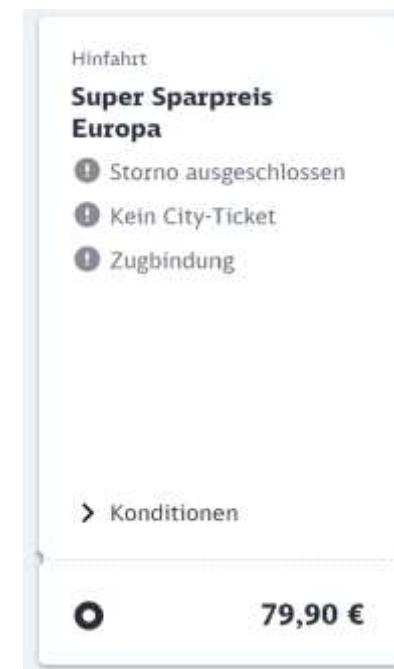 Hinfahrt
Super Sparpreis
Europa
Storno ausgeschlossen
Kein City-Ticket
Zugbindung
Konditionen
79,90 €